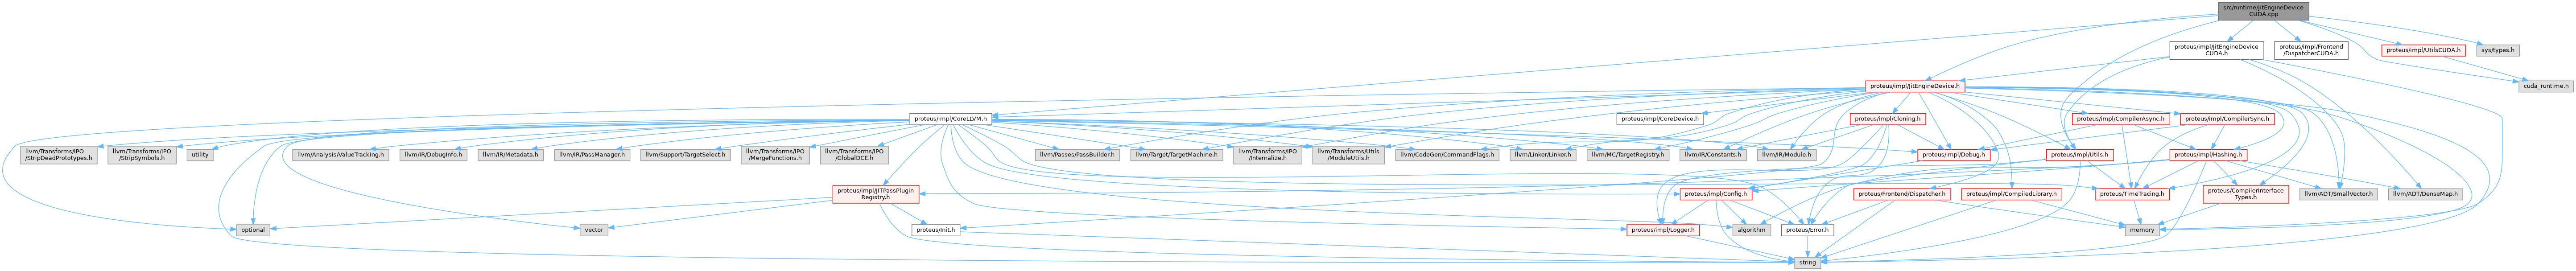 src/runtime/JitEngineDevice
CUDA.cpp
proteus/impl/JitEngineDevice
CUDA.h
proteus/impl/Frontend
/DispatcherCUDA.h
proteus/impl/UtilsCUDA.h
sys/types.h
proteus/impl/JitEngineDevice.h
cuda_runtime.h
proteus/impl/CoreLLVM.h
proteus/impl/CoreDevice.h
proteus/impl/Cloning.h
proteus/impl/CompilerAsync.h
proteus/impl/CompilerSync.h
llvm/Transforms/IPO
/StripDeadPrototypes.h
llvm/Transforms/IPO
/StripSymbols.h
utility
llvm/Analysis/ValueTracking.h
llvm/IR/DebugInfo.h
llvm/IR/Metadata.h
llvm/IR/PassManager.h
llvm/Support/TargetSelect.h
llvm/Transforms/IPO
/MergeFunctions.h
llvm/Transforms/IPO
/GlobalDCE.h
llvm/Passes/PassBuilder.h
llvm/Target/TargetMachine.h
llvm/Transforms/IPO
/Internalize.h
llvm/Transforms/Utils
/ModuleUtils.h
llvm/CodeGen/CommandFlags.h
llvm/Linker/Linker.h
llvm/MC/TargetRegistry.h
llvm/IR/Constants.h
llvm/IR/Module.h
proteus/impl/Debug.h
proteus/impl/Utils.h
proteus/impl/Hashing.h
proteus/impl/JITPassPlugin
Registry.h
proteus/impl/Config.h
proteus/Frontend/Dispatcher.h
proteus/impl/CompiledLibrary.h
proteus/TimeTracing.h
proteus/CompilerInterface
Types.h
llvm/ADT/SmallVector.h
llvm/ADT/DenseMap.h
optional
vector
proteus/Init.h
proteus/impl/Logger.h
algorithm
proteus/Error.h
memory
string